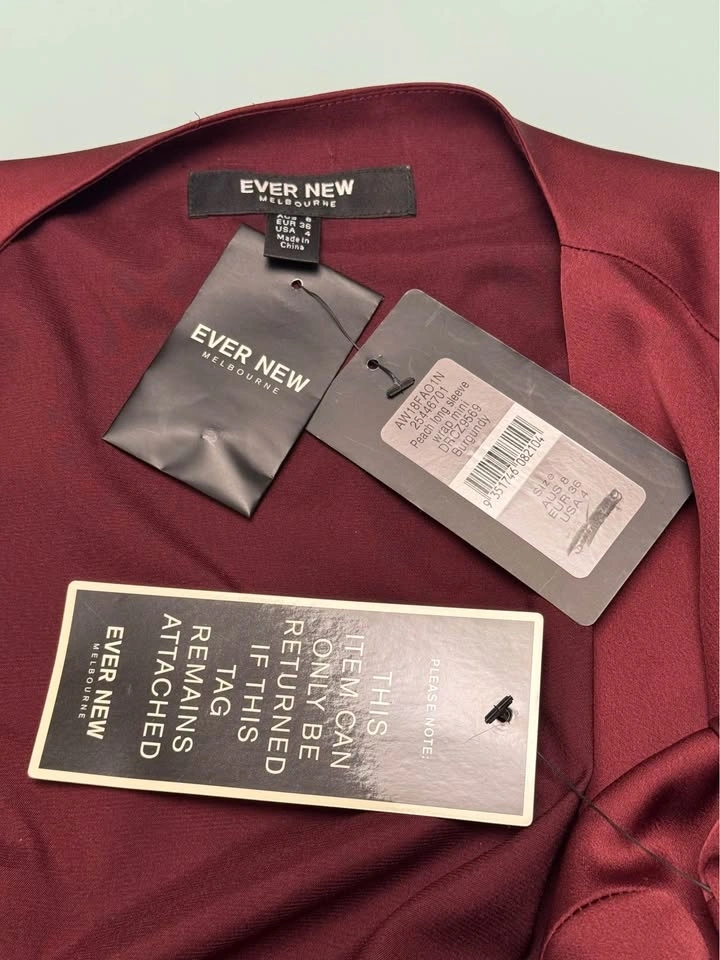 EVER NEW
MELBOURNE
AUS 8
EUR 36
USA 4
Made in
China
EVER NEW
MELBOURNE
AW18FA01N
25446701
Peach long sleeve
wrap mini
DRCZ9569
Burgundy
9 351746 082104
Size
AUS 8
EUR 36
USA 4
PLEASE NOTE:
THIS
ITEM CAN
ONLY BE
RETURNED
IF THIS
TAG
REMAINS
ATTACHED
EVER NEW
MELBOURNE